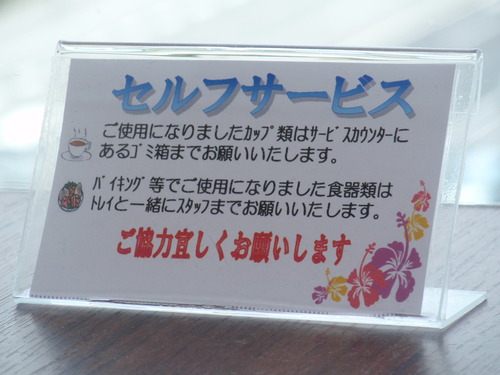 セルフサービス
ご使用になりましたｶｯﾌﾟ類はｻｰﾋﾞｽｶｳﾝﾀｰに
あるｺﾞﾐ箱までお願いいたします。
ﾊﾞｲｷﾝｸﾞ等でご使用になりました食器類は
ﾄﾚｲと一緒にｽﾀｯﾌまでお願いいたします。
ご協力宜しくお願いします